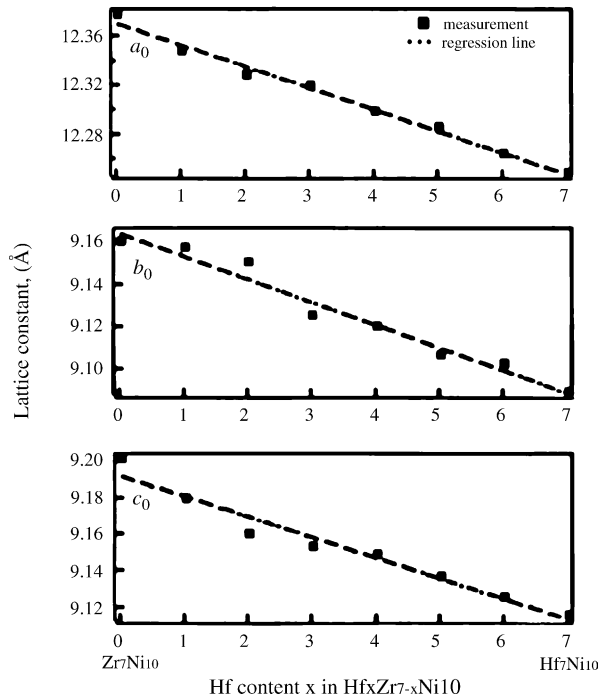 measurement
regression line
a0
12.36
12.32
12.28
0 1 2 3 4 5 6 7
Lattice constant, (Å)
b0
9.16
9.14
9.12
9.10
0 1 2 3 4 5 6 7
c0
9.20
9.18
9.16
9.14
9.12
0 1 2 3 4 5 6 7
Zr7Ni10 Hf7Ni10
Hf content x in HfxZr7-xNi10